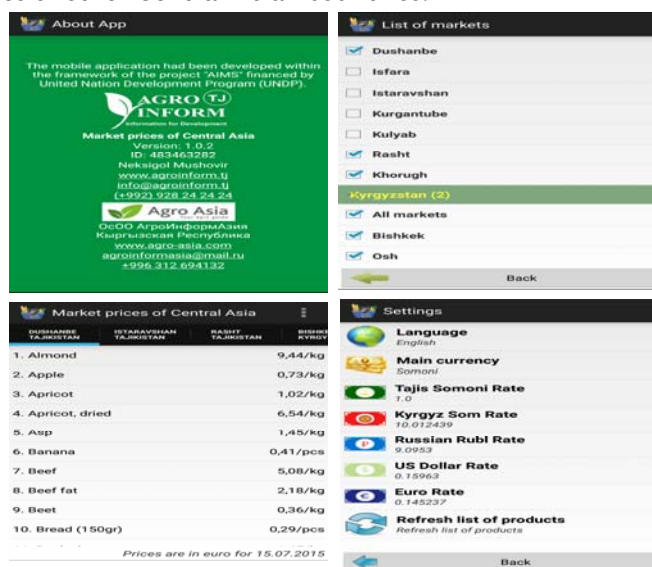 About App
The mobile application had been developed within
the framework of the project "AIMS" financed by
United Nation Development Program (UNDP).
AGRO TJ
INFORM
Information for Development
Market prices of Central Asia
Version: 1.0.2
ID: 483463282
Neksigol Mushovir
www.agroinform.tj
info@agroinform.tj
(+992) 928 24 24 24
Agro Asia
ОсОО АгроИнформАзия
Кыргызская Республика
www.agro-asia.com
agroinformasia@mail.ru
+996 312 694132
List of markets
Dushanbe
Isfara
Istaravshan
Kurgantube
Kulyab
Rasht
Khorugh
Kyrgyzstan (2)
All markets
Bishkek
Osh
Back
Market prices of Central Asia
DUSHANBE ISTARAVSHAN RASHT BISHKE
TAJIKISTAN TAJIKISTAN TAJIKISTAN KYRGY
1. Almond 9,44/kg
2. Apple 0,73/kg
3. Apricot 1,02/kg
4. Apricot, dried 6,54/kg
5. Asp 1,45/kg
6. Banana 0,41/pcs
7. Beef 5,08/kg
8. Beef fat 2,18/kg
9. Beet 0,36/kg
10. Bread (150gr) 0,29/pcs
Prices are in euro for 15.07.2015
Settings
Language
English
Main currency
Somoni
Tajis Somoni Rate
1.0
Kyrgyz Som Rate
10.012439
Russian Rubl Rate
9.0953
US Dollar Rate
0.15963
Euro Rate
0.145237
Refresh list of products
Refresh list of products
Back